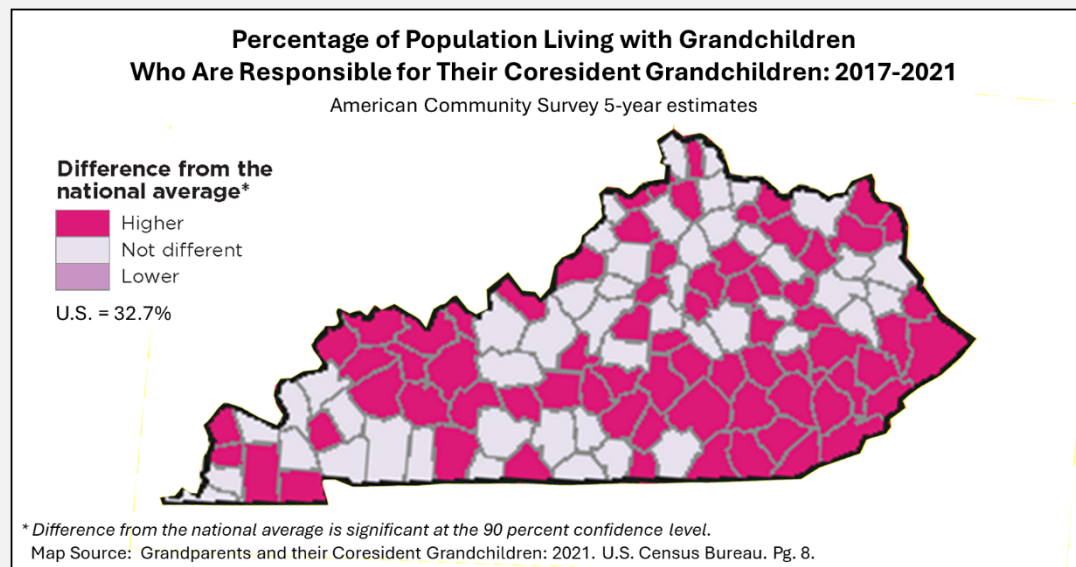 Percentage of Population Living with Grandchildren
Who Are Responsible for Their Coresident Grandchildren: 2017-2021
American Community Survey 5-year estimates
Difference from the
national average*
Higher
Not different
Lower
U.S. = 32.7%
* Difference from the national average is significant at the 90 percent confidence level.
Map Source: Grandparents and their Coresident Grandchildren: 2021. U.S. Census Bureau. Pg. 8.